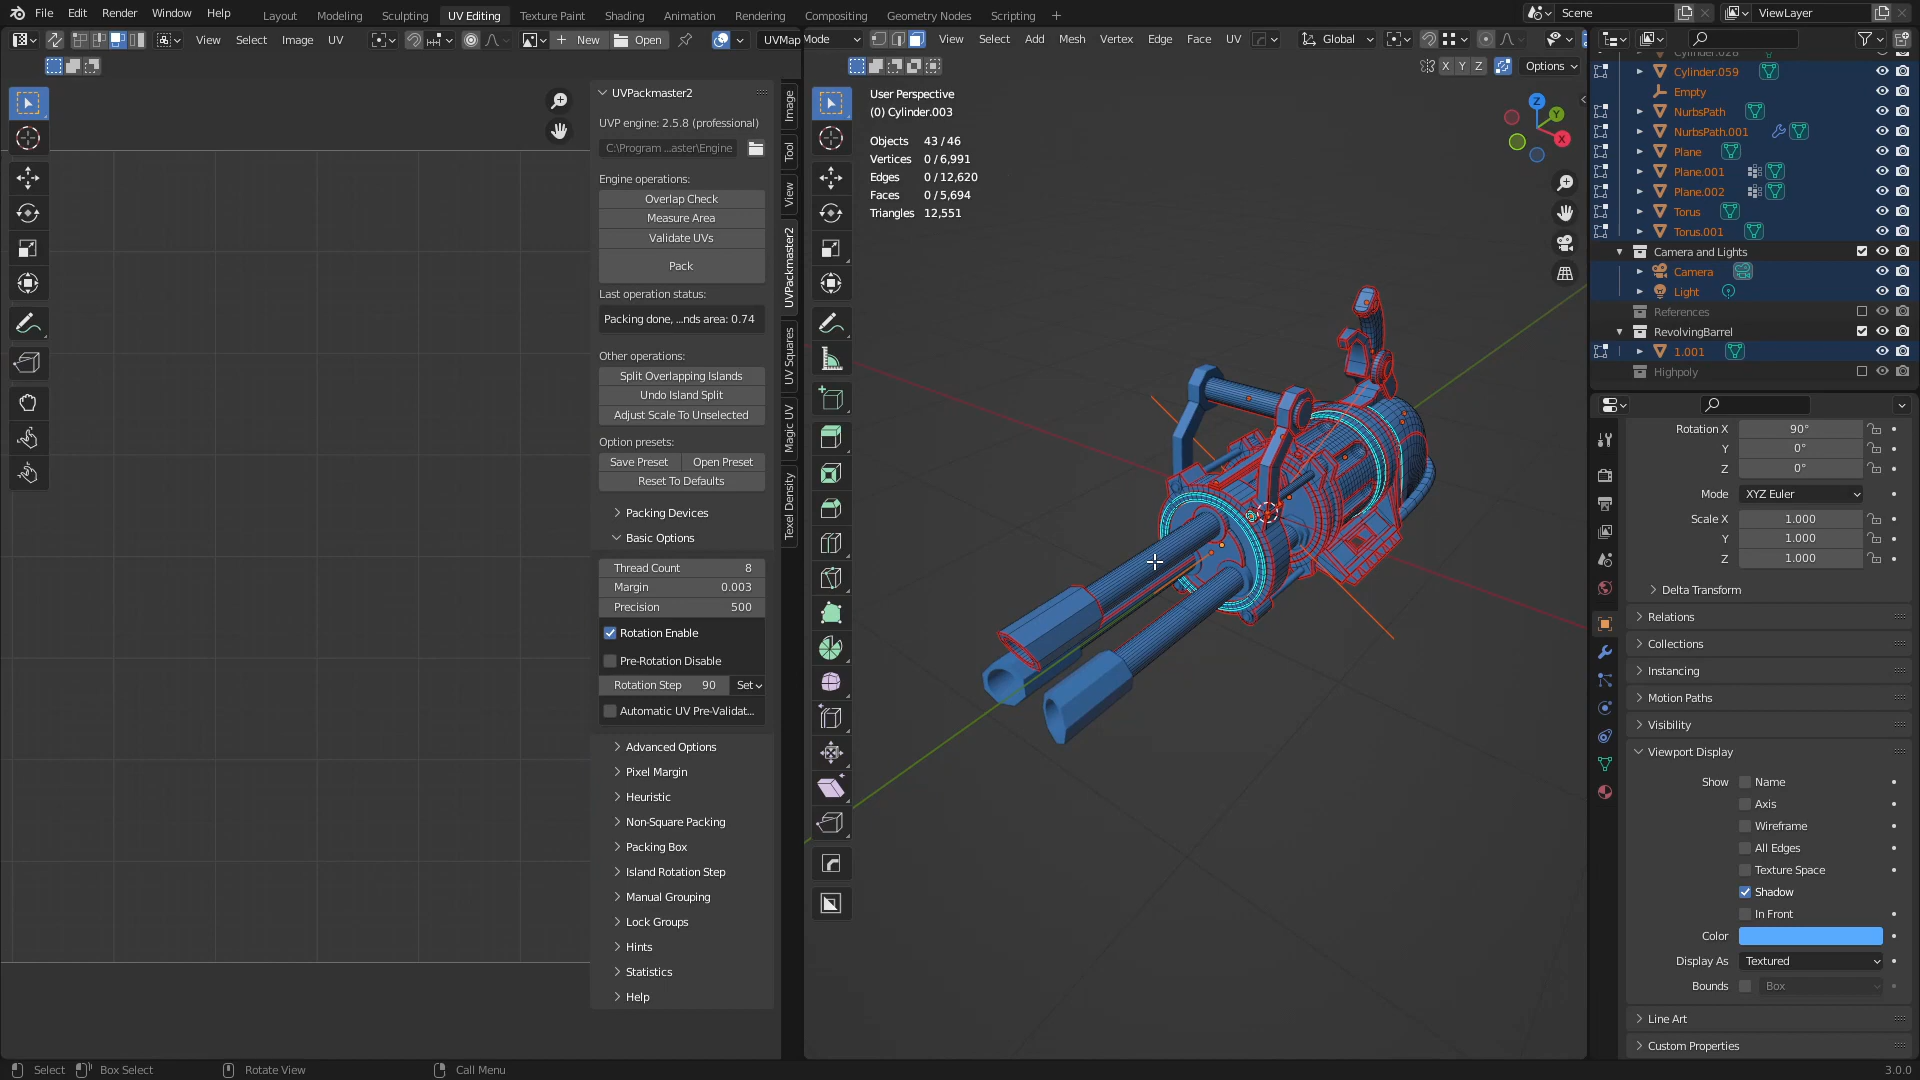 File Edit Render Window Help
Layout Modeling Sculpting UV Editing Texture Paint Shading Animation Rendering Compositing Geometry Nodes Scripting
Scene
ViewLayer
View Select Image UV
New
Open
UVMap
Mode
View Select Add Mesh Vertex Edge Face UV
Global
X Y Z
Options
UVPackmaster2
UVP engine: 2.5.8 (professional)
C:\Program ...aster\Engine
Engine operations:
Overlap Check
Measure Area
Validate UVs
Pack
Last operation status:
Packing done, ...nds area: 0.74
Other operations:
Split Overlapping Islands
Undo Island Split
Adjust Scale To Unselected
Option presets:
Save Preset
Open Preset
Reset To Defaults
Packing Devices
Basic Options
Thread Count 8
Margin 0.003
Precision 500
Rotation Enable
Pre-Rotation Disable
Rotation Step 90
Set
Automatic UV Pre-Validat...
Advanced Options
Pixel Margin
Heuristic
Non-Square Packing
Packing Box
Island Rotation Step
Manual Grouping
Lock Groups
Hints
Statistics
Help
Image
Tool
View
UVPackmaster2
UV Squares
Magic UV
Texel Density
User Perspective
(0) Cylinder.003
Objects 43 / 46
Vertices 0 / 6,991
Edges 0 / 12,620
Faces 0 / 5,694
Triangles 12,551
Z
Y
X
Cylinder.028
Cylinder.059
Empty
NurbsPath
NurbsPath.001
Plane
Plane.001
Plane.002
Torus
Torus.001
Camera and Lights
Camera
Light
References
RevolvingBarrel
1.001
Highpoly
Rotation X 90°
Y 0°
Z 0°
Mode XYZ Euler
Scale X 1.000
Y 1.000
Z 1.000
Delta Transform
Relations
Collections
Instancing
Motion Paths
Visibility
Viewport Display
Show Name
Axis
Wireframe
All Edges
Texture Space
Shadow
In Front
Color
Display As Textured
Bounds Box
Line Art
Custom Properties
Select
Box Select
Rotate View
Call Menu
3.0.0